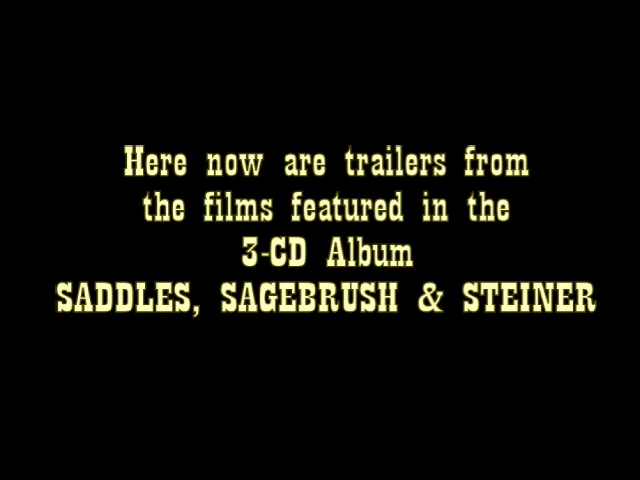 Here now are trailers from
the films featured in the
3-CD Album
SADDLES, SAGEBRUSH & STEINER